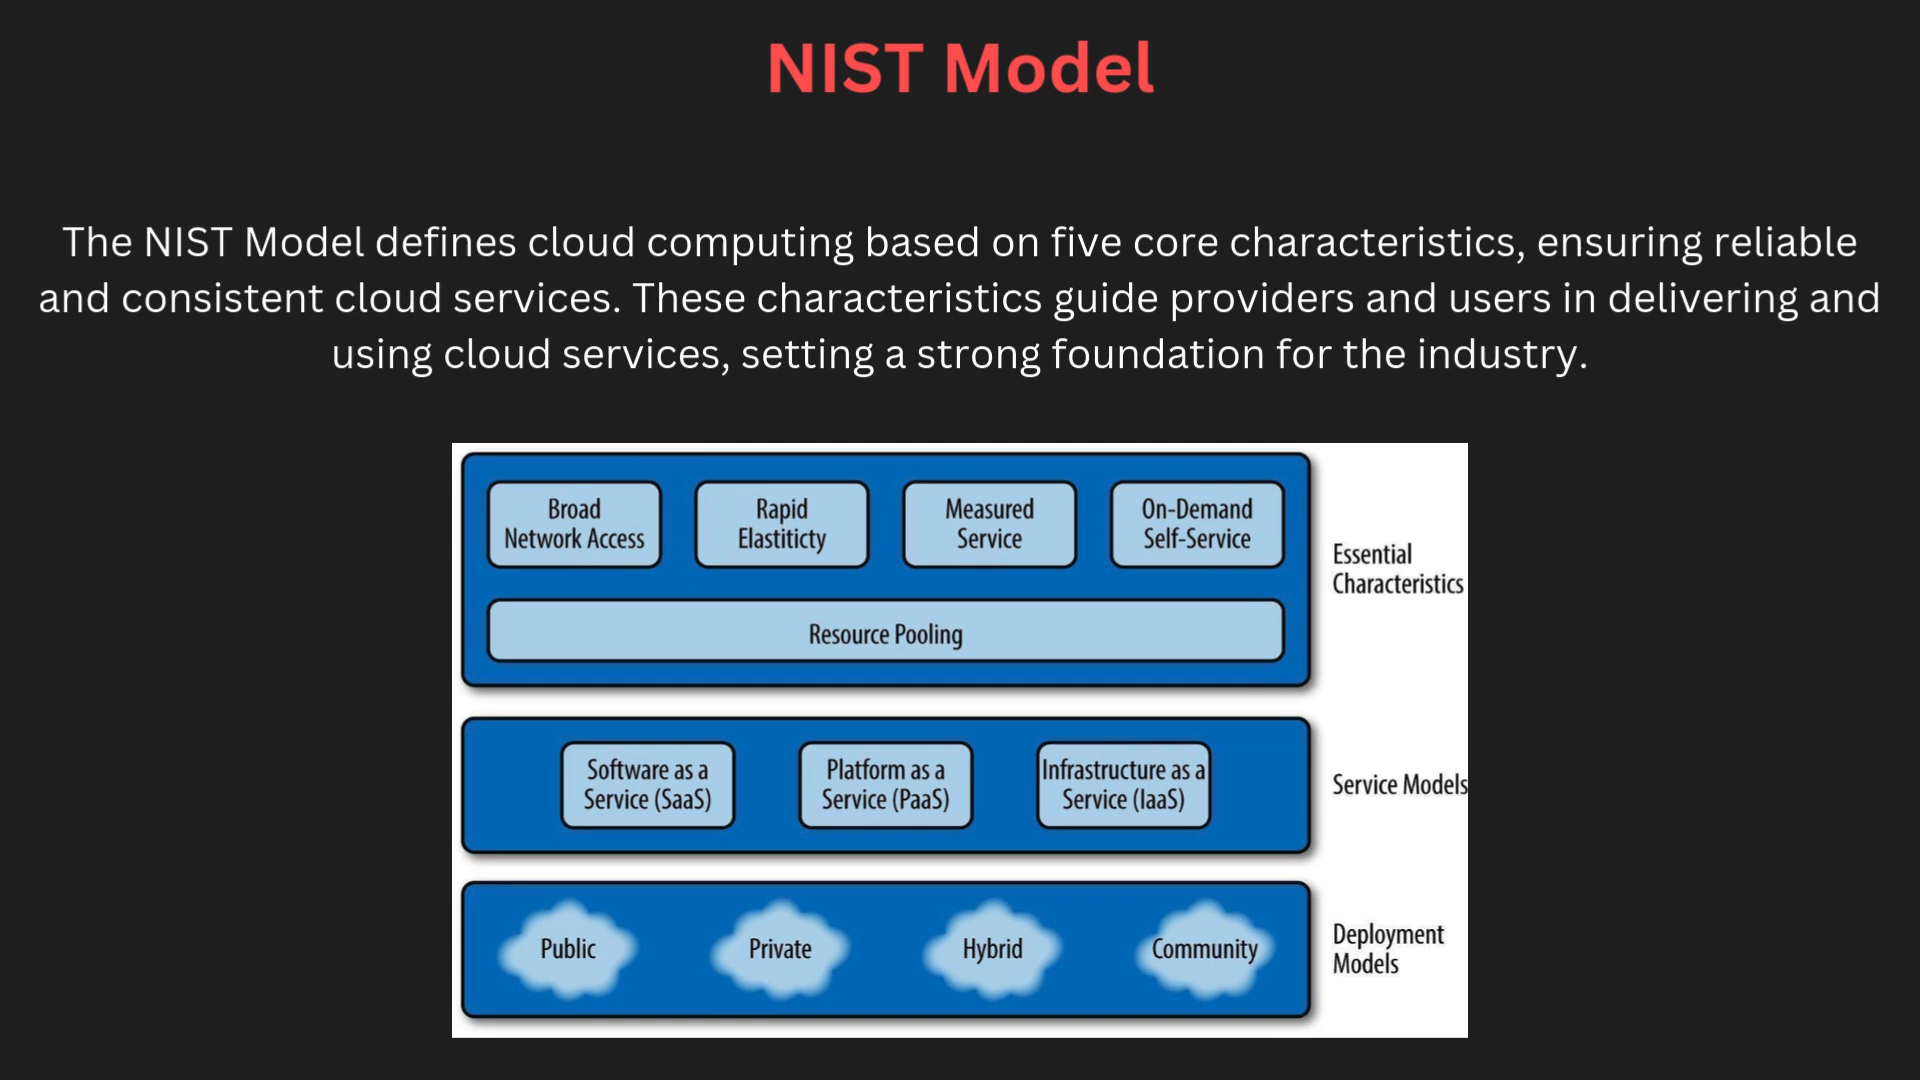 NIST Model
The NIST Model defines cloud computing based on five core characteristics, ensuring reliable
and consistent cloud services. These characteristics guide providers and users in delivering and
using cloud services, setting a strong foundation for the industry.
Broad
Network Access
Rapid
Elastiticty
Measured
Service
On-Demand
Self-Service
Resource Pooling
Essential
Characteristics
Software as a
Service (SaaS)
Platform as a
Service (PaaS)
Infrastructure as a
Service (IaaS)
Service Models
Public
Private
Hybrid
Community
Deployment
Models